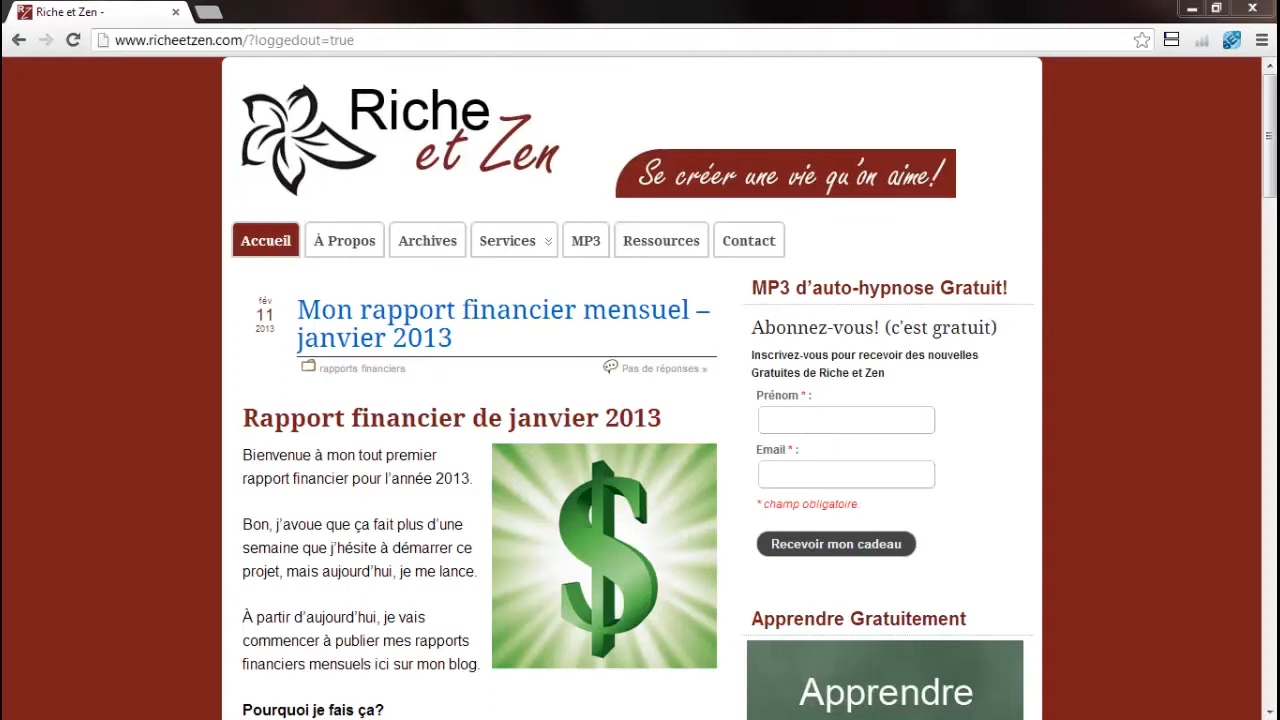 Riche et Zen -
www.richeetzen.com/?loggedout=true
Riche
et Zen
Se créer une vie qu'on aime!
Accueil
À Propos
Archives
Services
MP3
Ressources
Contact
fév
11
2013
Mon rapport financier mensuel –
janvier 2013
rapports financiers
Pas de réponses »
Rapport financier de janvier 2013
Bienvenue à mon tout premier
rapport financier pour l'année 2013.
Bon, j'avoue que ça fait plus d'une
semaine que j'hésite à démarrer ce
projet, mais aujourd'hui, je me lance.
À partir d'aujourd'hui, je vais
commencer à publier mes rapports
financiers mensuels ici sur mon blog.
Pourquoi je fais ça?
MP3 d'auto-hypnose Gratuit!
Abonnez-vous! (c'est gratuit)
Inscrivez-vous pour recevoir des nouvelles
Gratuites de Riche et Zen
Prénom * :
Email * :
* champ obligatoire.
Recevoir mon cadeau
Apprendre Gratuitement
Apprendre